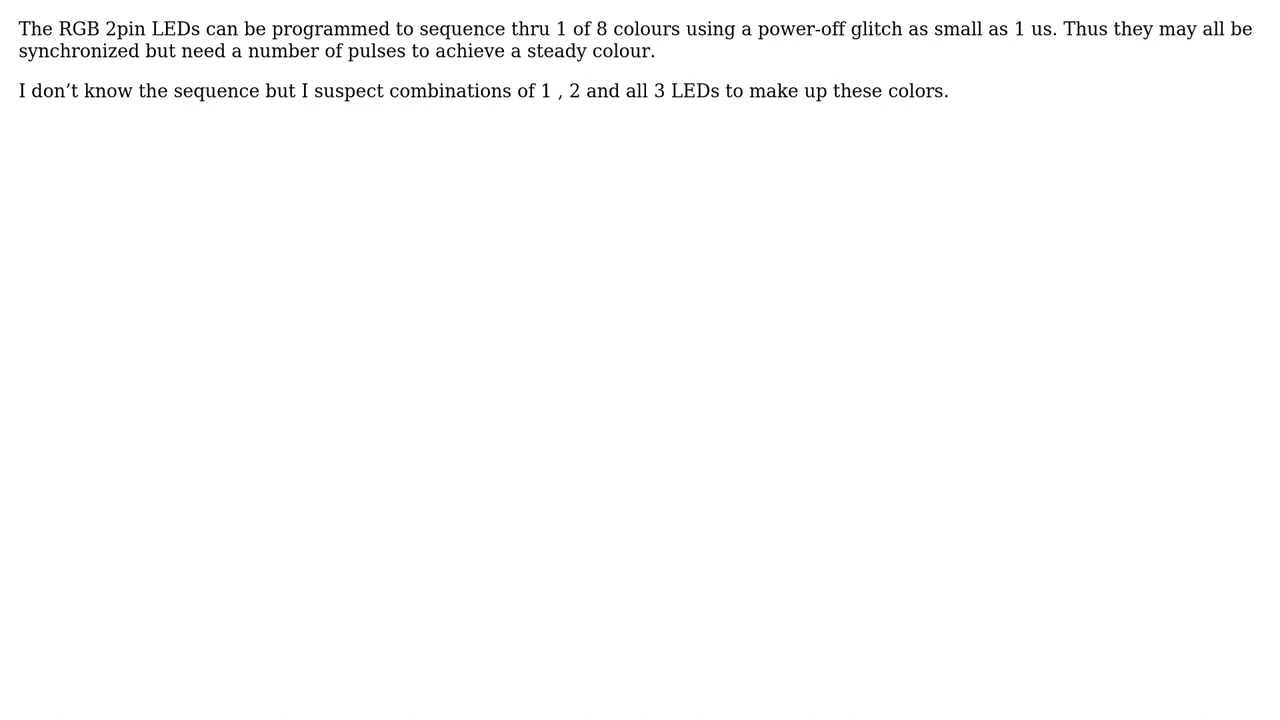 The RGB 2pin LEDs can be programmed to sequence thru 1 of 8 colours using a power-off glitch as small as 1 us. Thus they may all be
synchronized but need a number of pulses to achieve a steady colour.
I don’t know the sequence but I suspect combinations of 1 , 2 and all 3 LEDs to make up these colors.